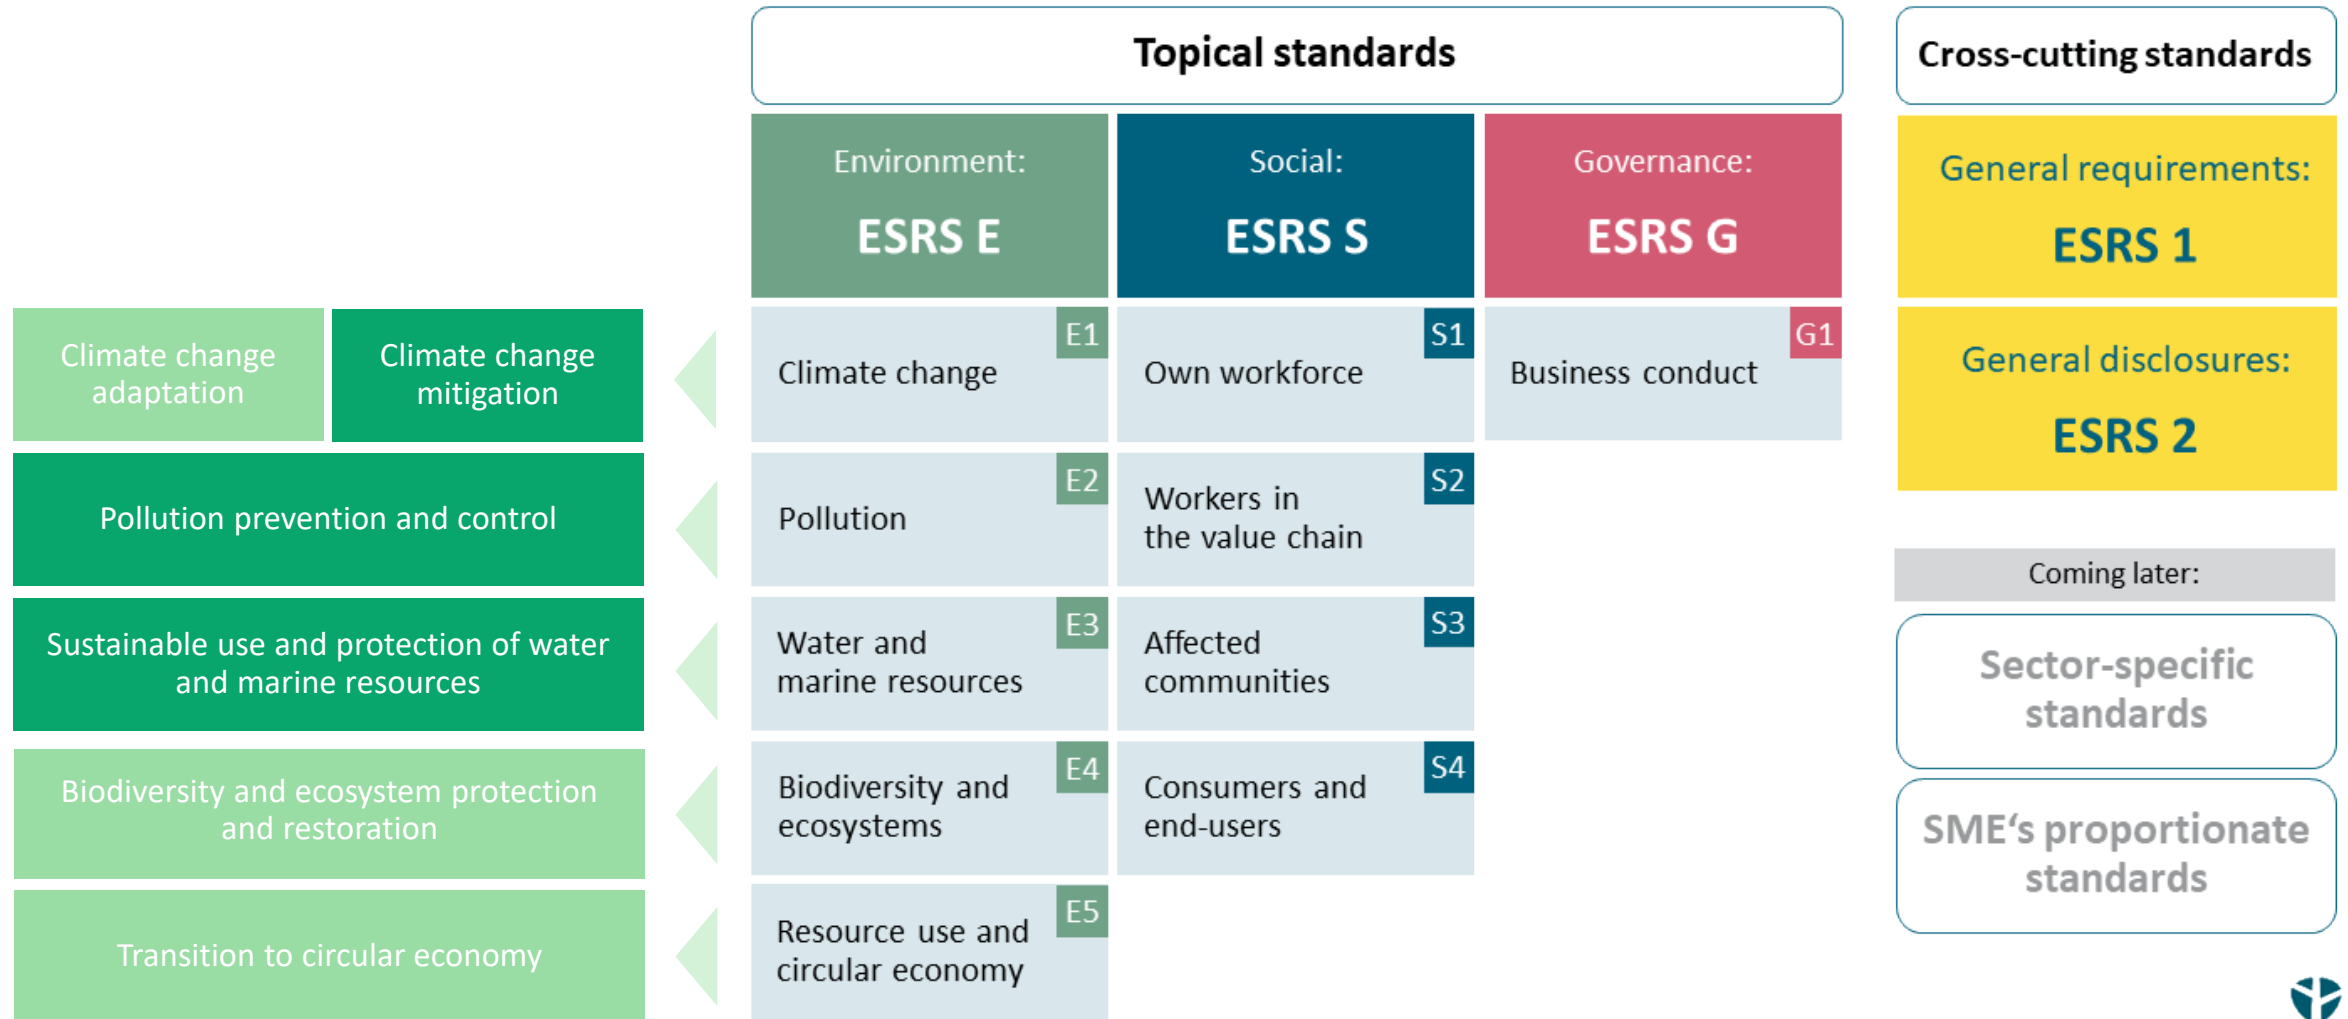 Topical standards
Cross-cutting standards
Environment:
ESRS E
Social:
ESRS S
Governance:
ESRS G
General requirements:
ESRS 1
Climate change
adaptation
Climate change
mitigation
E1
Climate change
S1
Own workforce
G1
Business conduct
General disclosures:
ESRS 2
Pollution prevention and control
E2
Pollution
S2
Workers in
the value chain
Coming later:
Sustainable use and protection of water
and marine resources
E3
Water and
marine resources
S3
Affected
communities
Sector-specific
standards
Biodiversity and ecosystem protection
and restoration
E4
Biodiversity and
ecosystems
S4
Consumers and
end-users
SME‘s proportionate
standards
Transition to circular economy
E5
Resource use and
circular economy